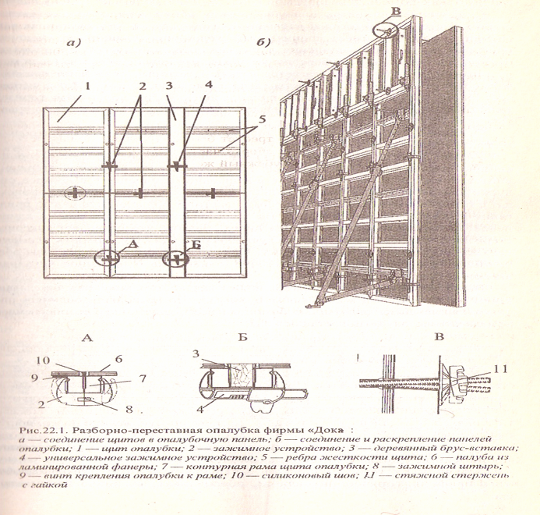 а) б) В
1 2 3 4
5
А Б
А Б В
10 6 3
9 7 11
2 8 4
Рис.22.1. Разборно-переставная опалубка фирмы «Дока» :
а — соединение щитов в опалубочную панель; б — соединение и раскрепление панелей
опалубки; 1 — щит опалубки; 2 — зажимное устройство; 3 — деревянный брус-вставка;
4 — универсальное зажимное устройство; 5 — ребра жесткости щита; 6 — палуба из
ламинированной фанеры; 7 — контурная рама щита опалубки; 8 — зажимной штырь;
9 — винт крепления опалубки к раме; 10 — силиконовый шов; 11 — стяжной стержень
с гайкой